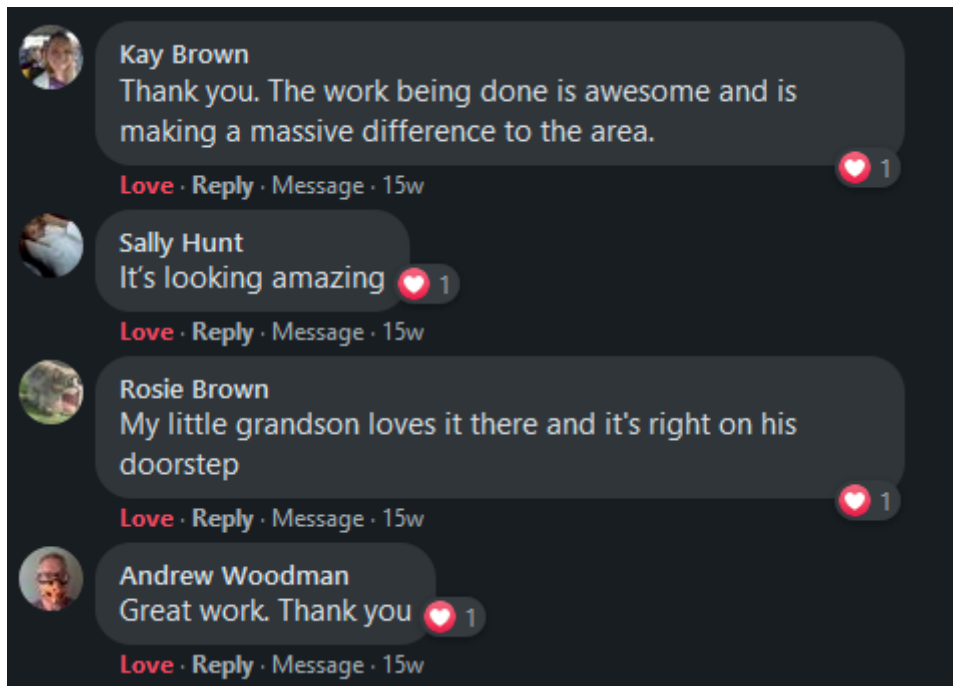 Kay Brown
Thank you. The work being done is awesome and is
making a massive difference to the area.
1
Love · Reply · Message · 15w
Sally Hunt
It's looking amazing
1
Love · Reply · Message · 15w
Rosie Brown
My little grandson loves it there and it's right on his
doorstep
1
Love · Reply · Message · 15w
Andrew Woodman
Great work. Thank you
1
Love · Reply · Message · 15w